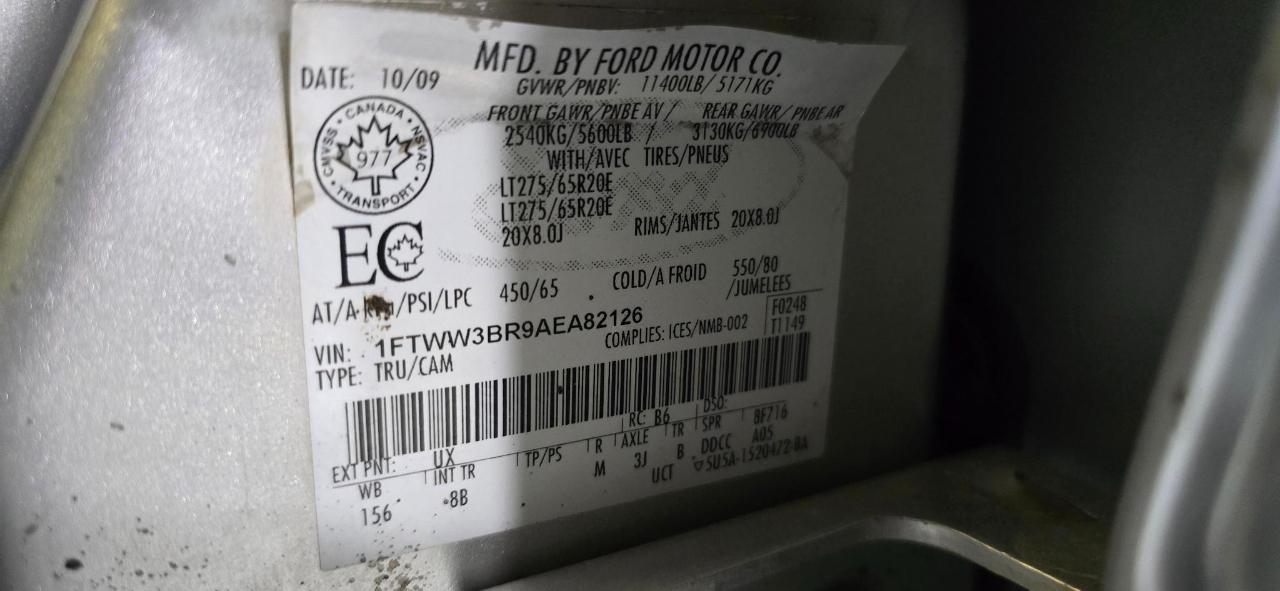 MFD. BY FORD MOTOR CO.
DATE: 10/09
GVWR/PNBV: 11400LB/ 5171KG
FRONT GAWR/PNBE AV/ REAR GAWR/ PNBE AR
2540KG/5600LB / 3130KG/6900LB
WITH/AVEC TIRES/PNEUS
LT275/65R20E
LT275/65R20E
20X8.0J RIMS/JANTES 20X8.0J
CANADA
CMVSS 977 NSVAC
TRANSPORT
EC
AT/A /PSI/LPC 450/65 COLD/A FROID 550/80
/JUMELEES
VIN: 1FTWW3BR9AEA82126
F0248
COMPLIES: ICES/NMB-002 T1149
TYPE: TRU/CAM
RC: B6 DSO:
EXT PNT: UX TP/PS R AXLE TR SPR 8F716
WB INT TR M 3J B DDCC A05
156 8B UCT 5U5A-1520472-BA